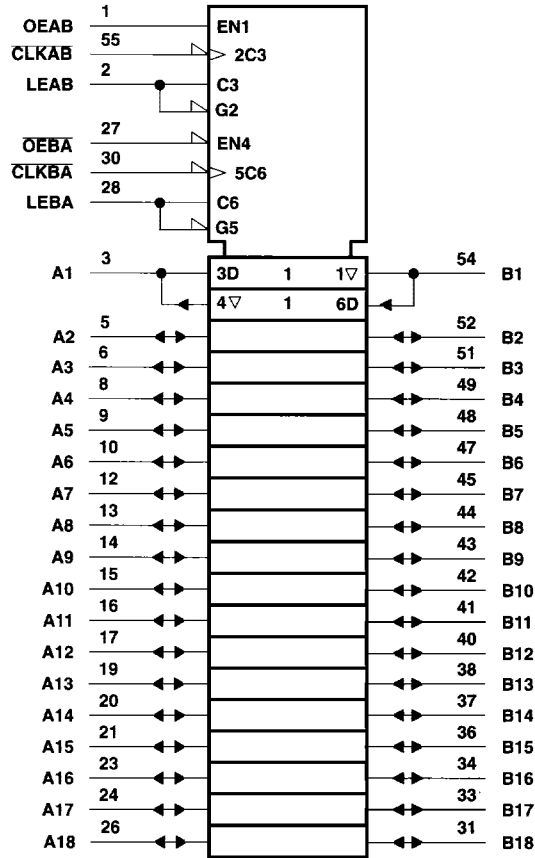 1
OEAB EN1
55
CLKAB 2C3
2
LEAB C3
G2
27
OEBA EN4
30
CLKBA 5C6
28
LEBA C6
G5
3 54
A1 3D 1 1▽ B1
4▽ 1 6D
5 52
A2 B2
6 51
A3 B3
8 49
A4 B4
9 48
A5 B5
10 47
A6 B6
12 45
A7 B7
13 44
A8 B8
14 43
A9 B9
15 42
A10 B10
16 41
A11 B11
17 40
A12 B12
19 38
A13 B13
20 37
A14 B14
21 36
A15 B15
23 34
A16 B16
24 33
A17 B17
26 31
A18 B18